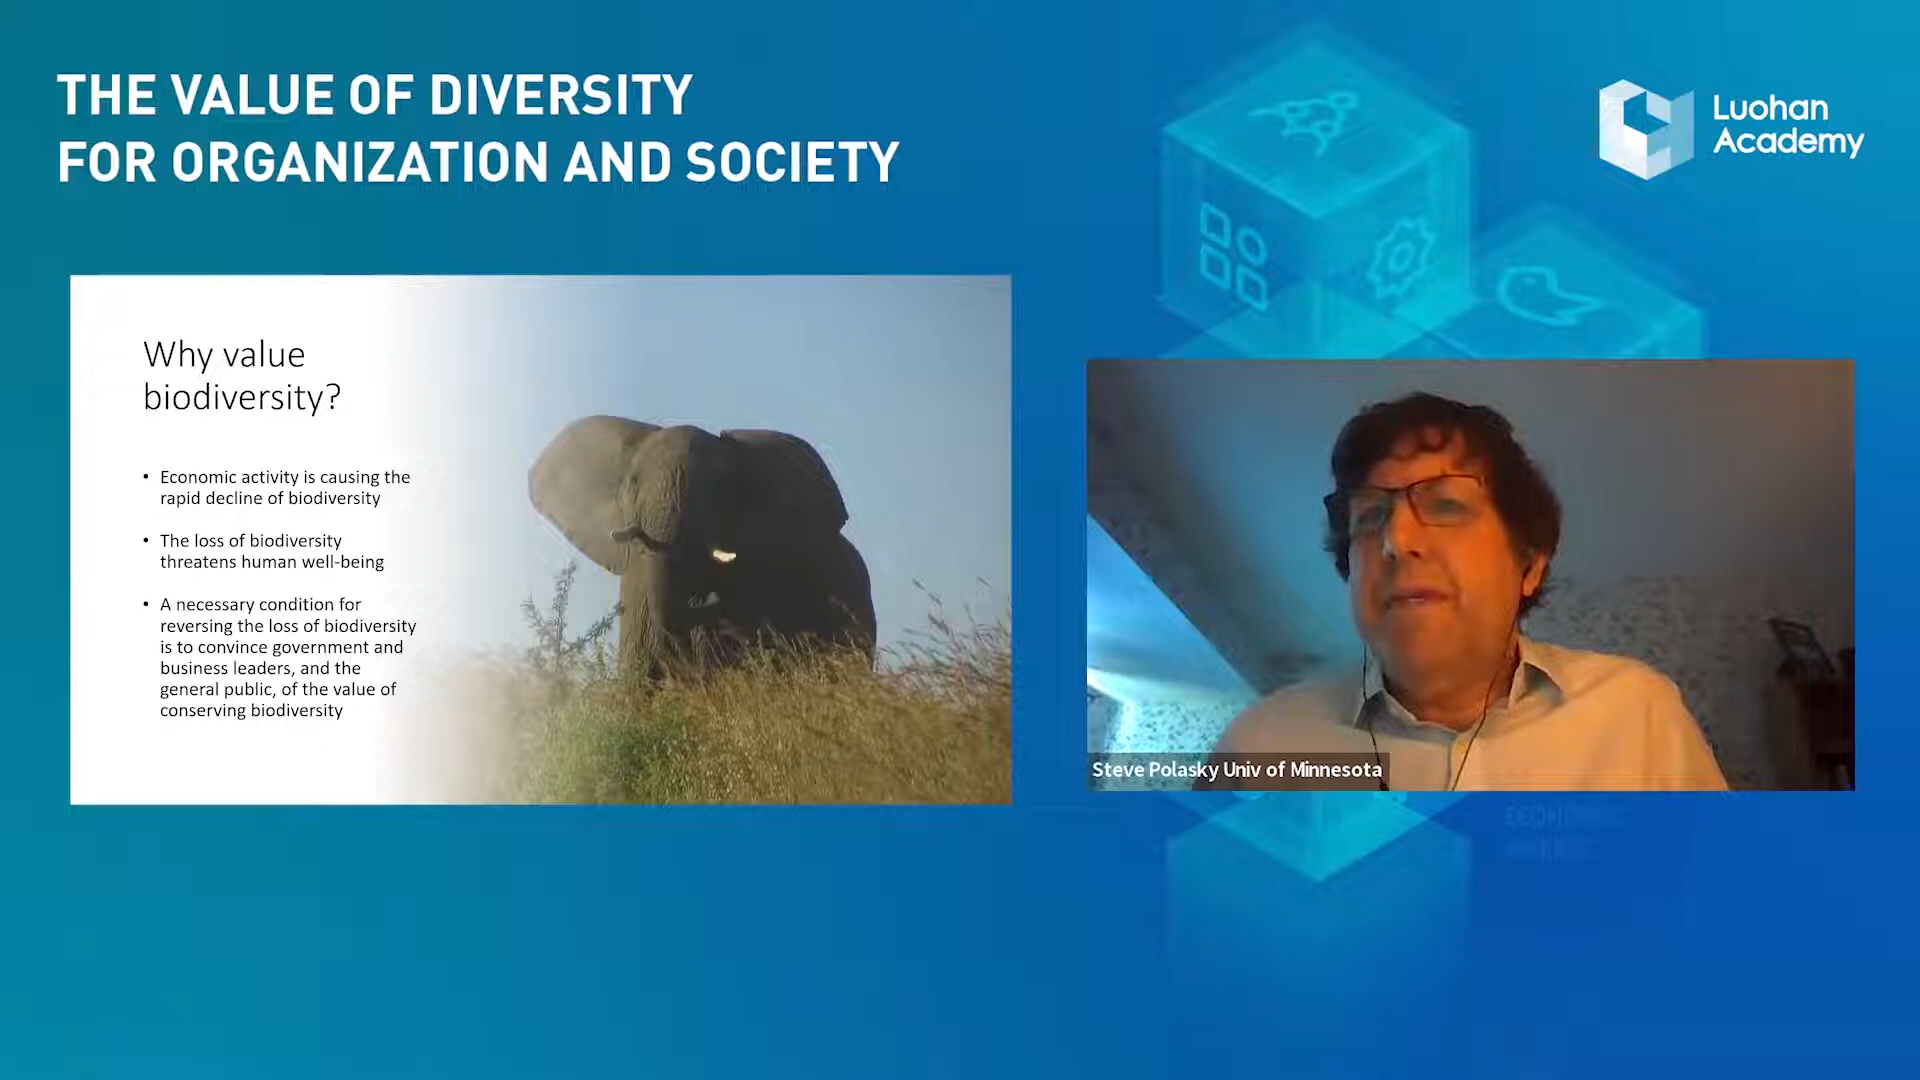 THE VALUE OF DIVERSITY
FOR ORGANIZATION AND SOCIETY
Luohan
Academy
Why value
biodiversity?
• Economic activity is causing the
rapid decline of biodiversity
• The loss of biodiversity
threatens human well-being
• A necessary condition for
reversing the loss of biodiversity
is to convince government and
business leaders, and the
general public, of the value of
conserving biodiversity
Steve Polasky Univ of Minnesota